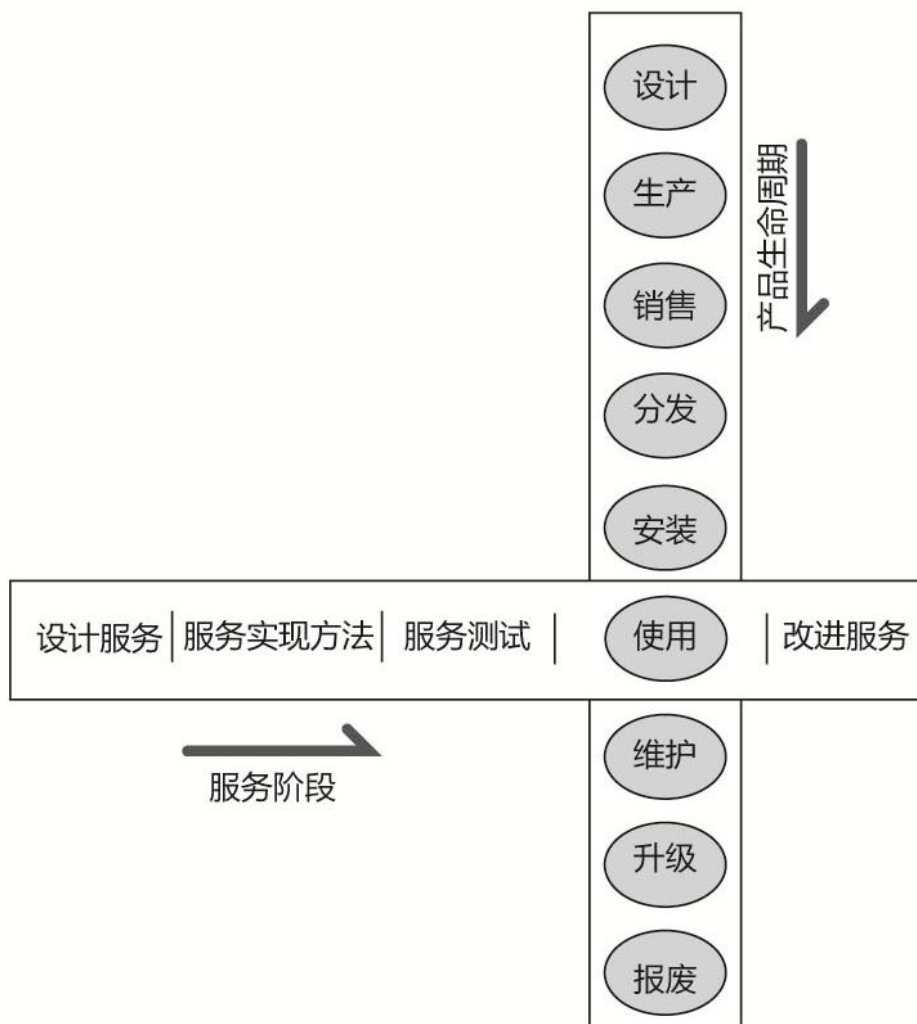 设计
生产
产品生命周期
销售
分发
安装
设计服务 服务实现方法 服务测试 使用 改进服务
维护
服务阶段
升级
报废